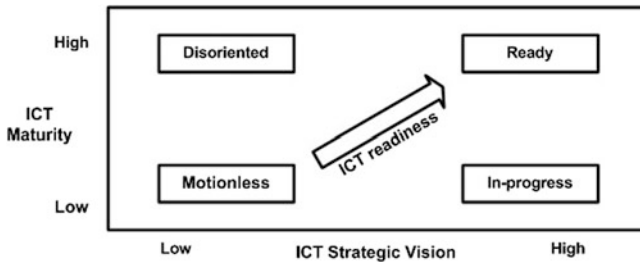 High
Disoriented
Ready
ICT
Maturity
ICT readiness
Motionless
In-progress
Low
Low
ICT Strategic Vision
High